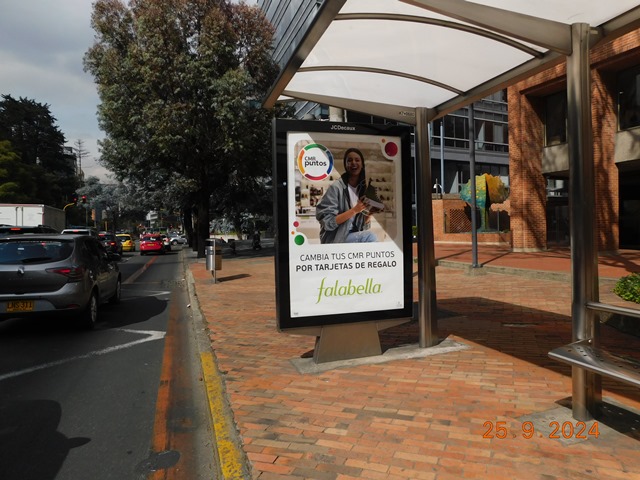 JCDecaux
CMR
puntos
CAMBIA TUS CMR PUNTOS
POR TARJETAS DE REGALO
falabella
25.9.2024